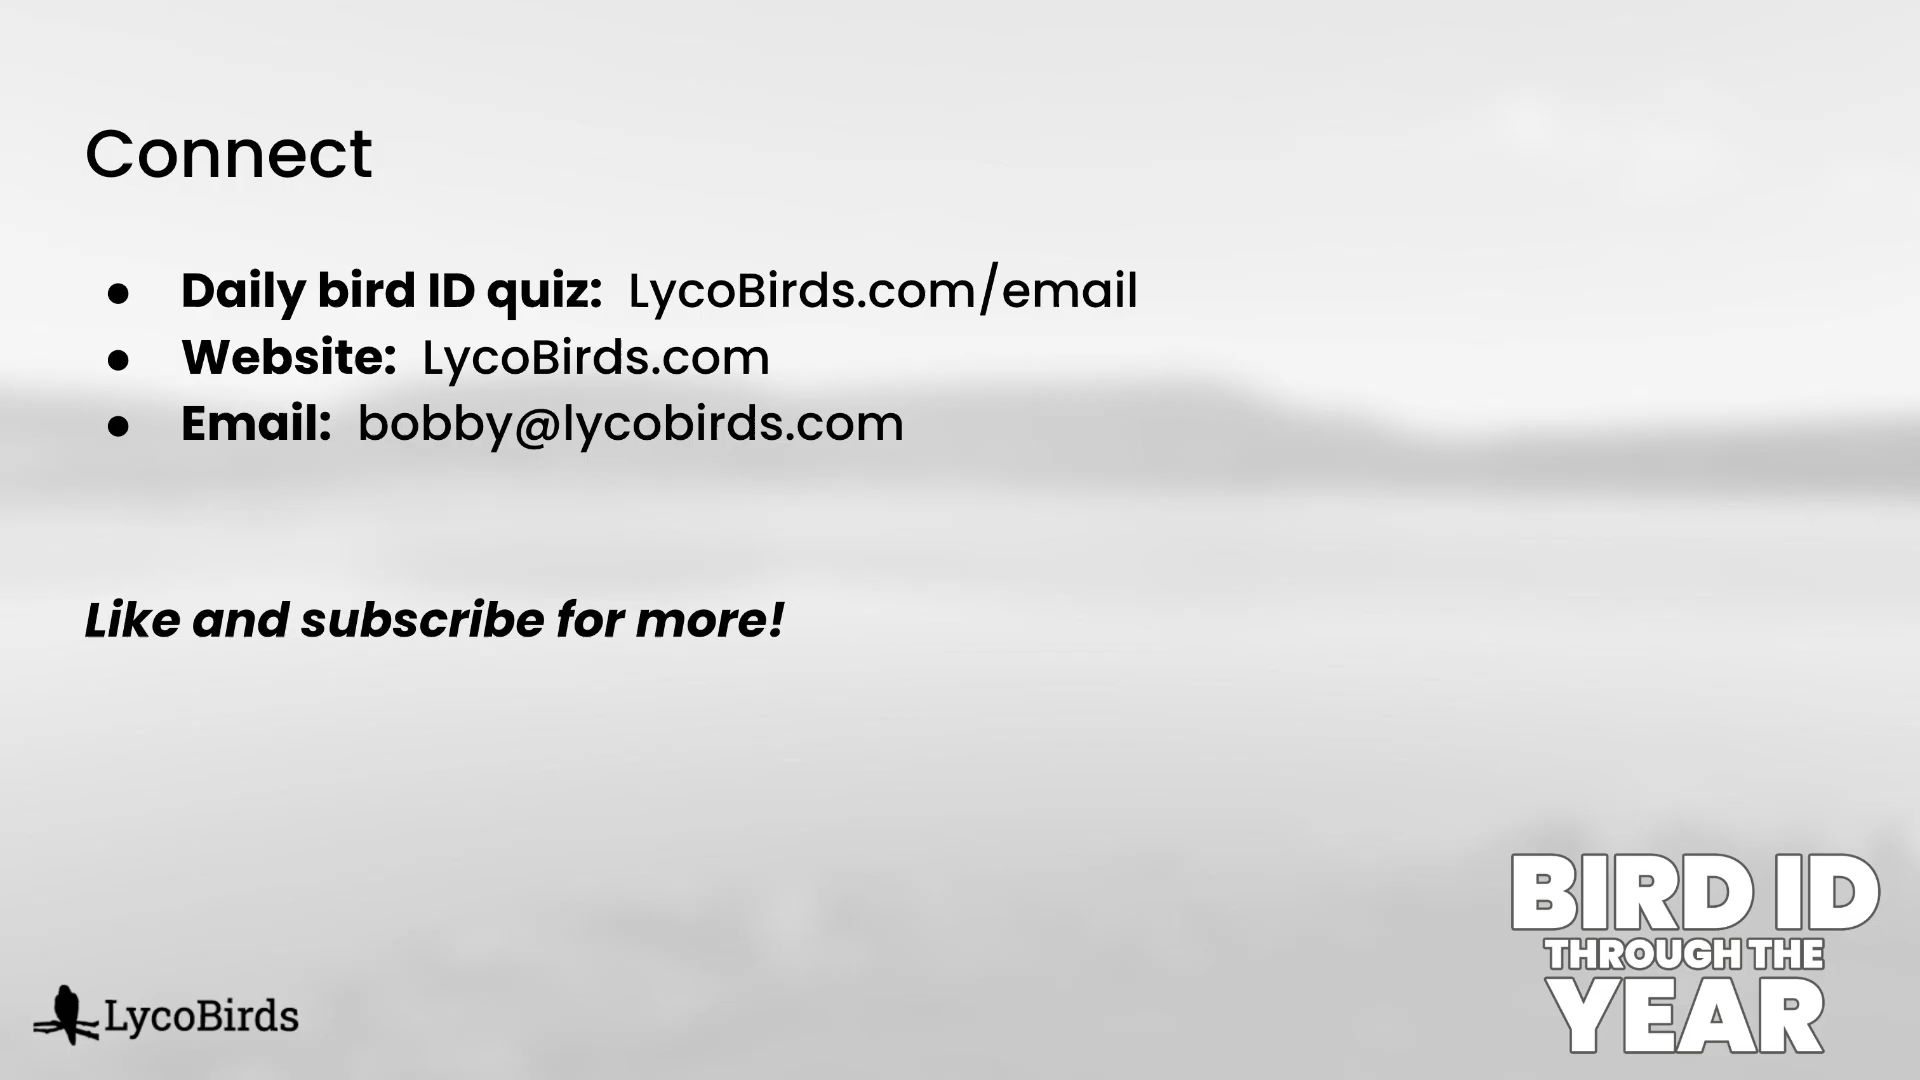 Connect
● Daily bird ID quiz: LycoBirds.com/email
● Website: LycoBirds.com
● Email: bobby@lycobirds.com
Like and subscribe for more!
LycoBirds
BIRD ID
THROUGH THE
YEAR